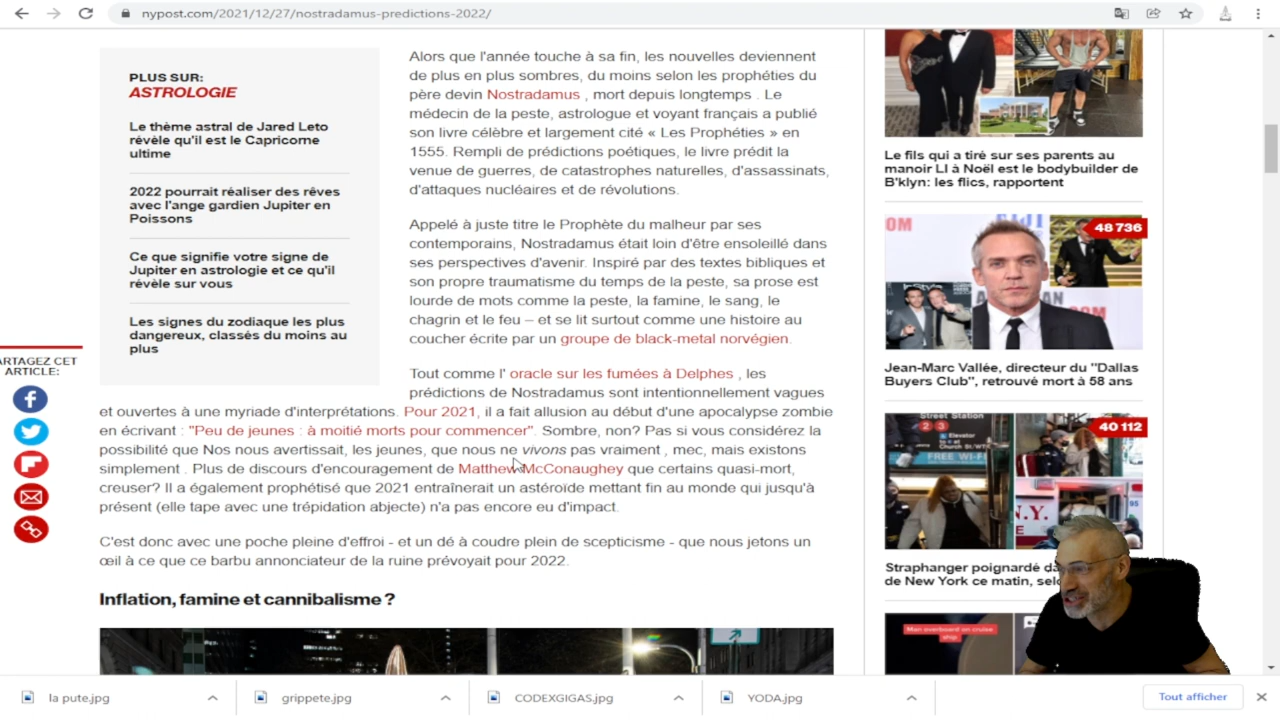 nypost.com/2021/12/27/nostradamus-predictions-2022/
PLUS SUR:
ASTROLOGIE
Le thème astral de Jared Leto
révèle qu'il est le Capricorne
ultime
2022 pourrait réaliser des rêves
avec l'ange gardien Jupiter en
Poissons
Ce que signifie votre signe de
Jupiter en astrologie et ce qu'il
révèle sur vous
Les signes du zodiaque les plus
dangereux, classés du moins au
plus
ARTAGEZ CET
ARTICLE:
Alors que l'année touche à sa fin, les nouvelles deviennent
de plus en plus sombres, du moins selon les prophéties du
père devin Nostradamus , mort depuis longtemps . Le
médecin de la peste, astrologue et voyant français a publié
son livre célèbre et largement cité « Les Prophéties » en
1555. Rempli de prédictions poétiques, le livre prédit la
venue de guerres, de catastrophes naturelles, d'assassinats,
d'attaques nucléaires et de révolutions.
Appelé à juste titre le Prophète du malheur par ses
contemporains, Nostradamus était loin d'être ensoleillé dans
ses perspectives d'avenir. Inspiré par des textes bibliques et
son propre traumatisme du temps de la peste, sa prose est
lourde de mots comme la peste, la famine, le sang, le
chagrin et le feu – et se lit surtout comme une histoire au
coucher écrite par un groupe de black-metal norvégien.
Tout comme l' oracle sur les fumées à Delphes , les
prédictions de Nostradamus sont intentionnellement vagues
et ouvertes à une myriade d'interprétations. Pour 2021, il a fait allusion au début d'une apocalypse zombie
en écrivant : "Peu de jeunes : à moitié morts pour commencer". Sombre, non? Pas si vous considérez la
possibilité que Nos nous avertissait, les jeunes, que nous ne vivons pas vraiment , mec, mais existons
simplement . Plus de discours d'encouragement de Matthew McConaughey que certains quasi-mort,
creuser? Il a également prophétisé que 2021 entraînerait un astéroïde mettant fin au monde qui jusqu'à
présent (elle tape avec une trépidation abjecte) n'a pas encore eu d'impact.
C'est donc avec une poche pleine d'effroi - et un dé à coudre plein de scepticisme - que nous jetons un
œil à ce que ce barbu annonciateur de la ruine prévoyait pour 2022.
Inflation, famine et cannibalisme ?
Le fils qui a tiré sur ses parents au
manoir LI à Noël est le bodybuilder de
B'klyn: les flics, rapportent
48 736
Jean-Marc Vallée, directeur du "Dallas
Buyers Club", retrouvé mort à 58 ans
40 112
Street Station
2 3
Elevator
FREE WI-FI
N.Y.
95
Straphanger poignardé
de New York ce matin,
Man overboard on cruise
ship
la pute.jpg
grippete.jpg
CODEXGIGAS.jpg
YODA.jpg
Tout afficher